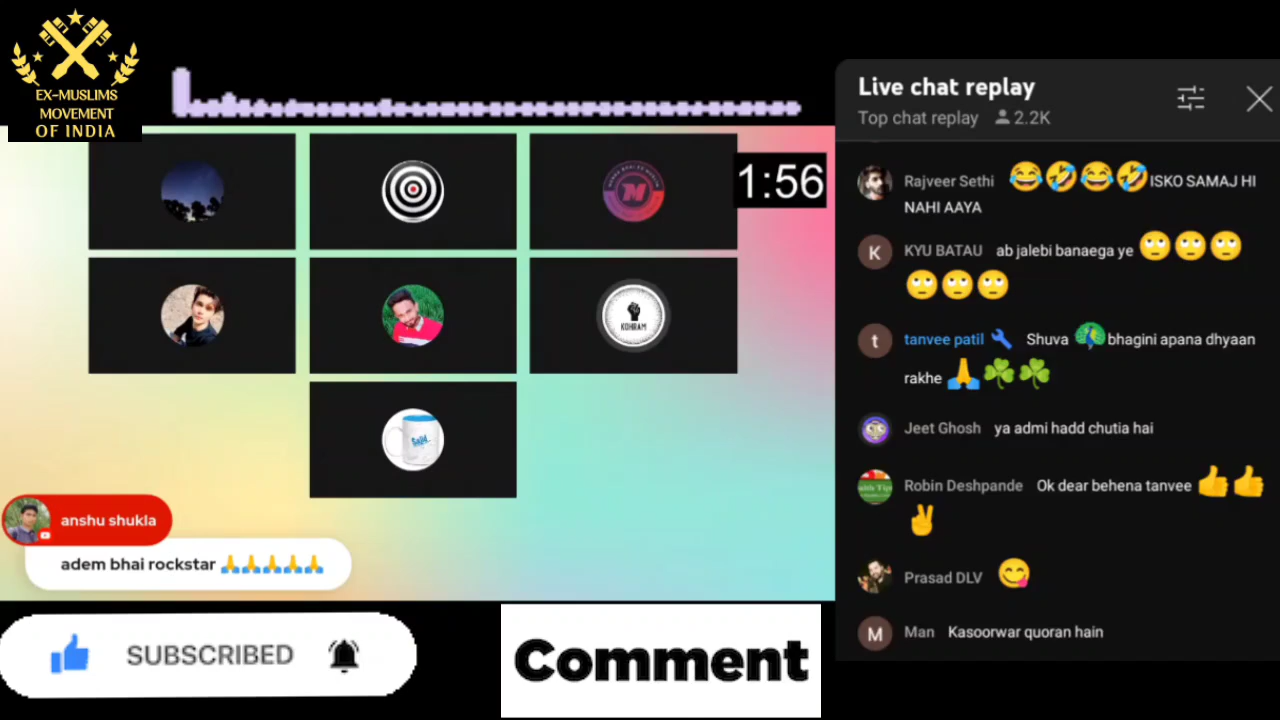 EX-MUSLIMS
MOVEMENT
OF INDIA
M
1:56
KOHRAM
Sajid
anshu shukla
adem bhai rockstar 🙏🙏🙏🙏🙏
SUBSCRIBED
Comment
Live chat replay
Top chat replay 2.2K
Rajveer Sethi 😂🤣😂🤣ISKO SAMAJ HI
NAHI AAYA
K
KYU BATAU ab jalebi banaega ye 🙄🙄🙄
🙄🙄🙄
t
tanvee patil 🔧 Shuva 🦚bhagini apana dhyaan
rakhe 🙏☘️☘️
Jeet Ghosh ya admi hadd chutia hai
Robin Deshpande Ok dear behena tanvee 👍👍
✌️
Prasad DLV 😋
M
Man Kasoorwar quoran hain